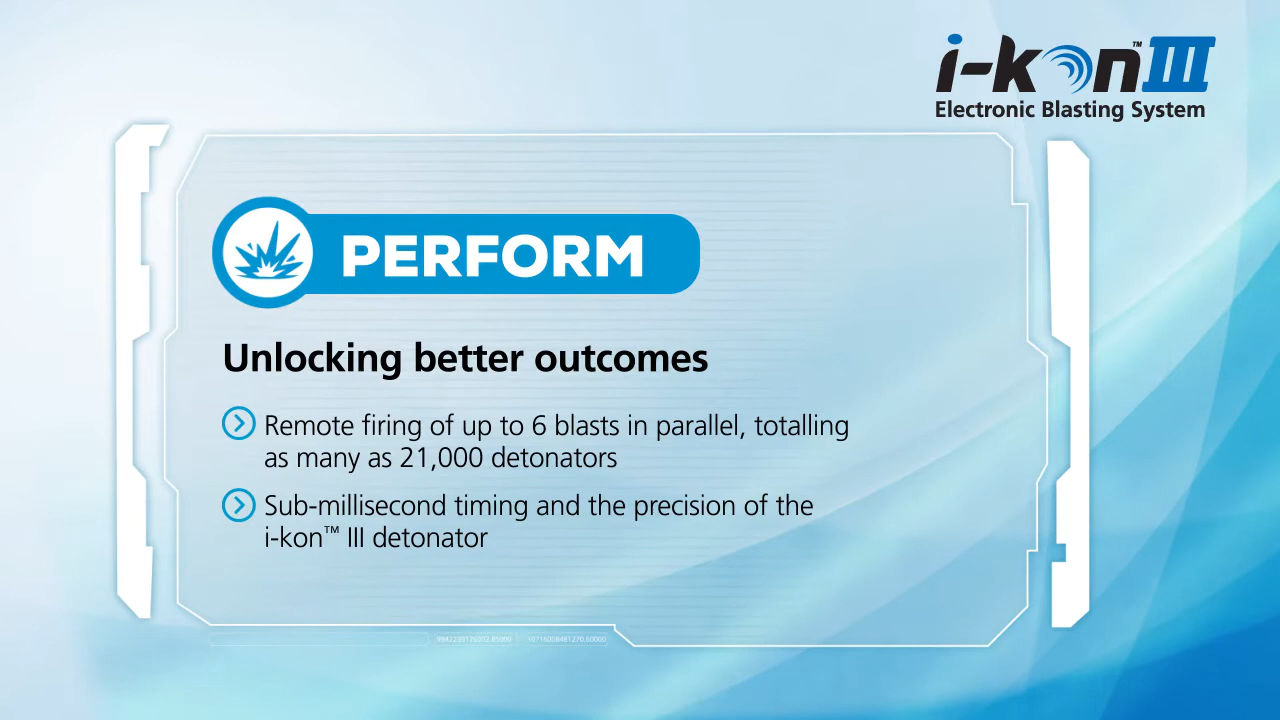 i-kon™ III
Electronic Blasting System
PERFORM
Unlocking better outcomes
Remote firing of up to 6 blasts in parallel, totalling
as many as 21,000 detonators
Sub-millisecond timing and the precision of the
i-kon™ III detonator